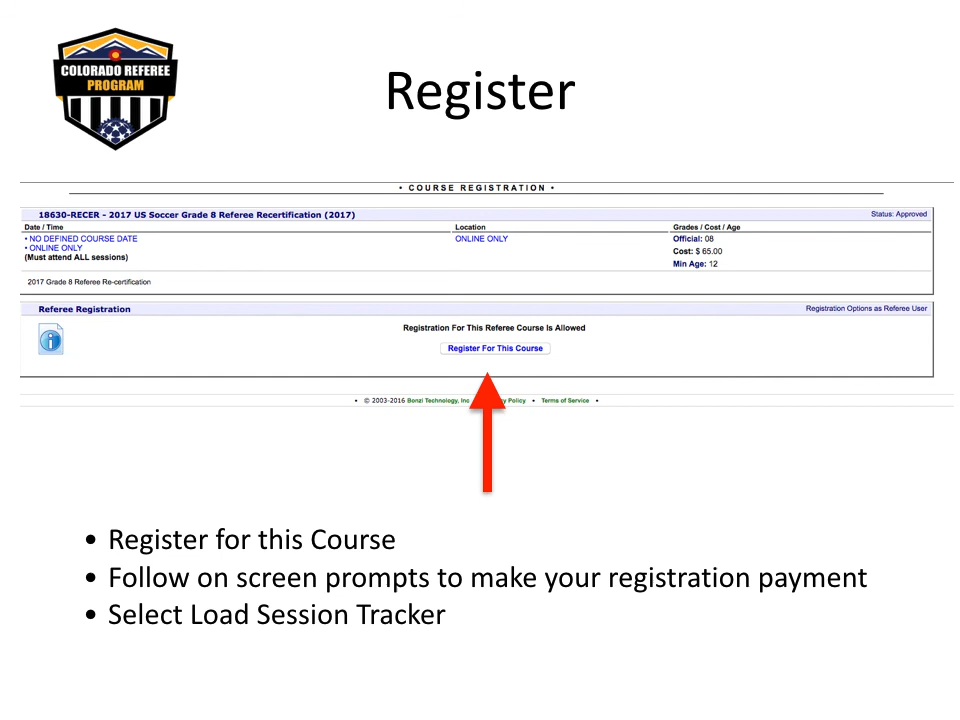 COLORADO REFEREE
PROGRAM
Register
• COURSE REGISTRATION •
18630-RECER - 2017 US Soccer Grade 8 Referee Recertification (2017) Status: Approved
Date / Time Location Grades / Cost / Age
• NO DEFINED COURSE DATE ONLINE ONLY Official: 08
• ONLINE ONLY Cost: $ 65.00
(Must attend ALL sessions) Min Age: 12
2017 Grade 8 Referee Re-certification
Referee Registration Registration Options as Referee User
Registration For This Referee Course Is Allowed
Register For This Course
• © 2003-2016 Bonzi Technology, Inc Policy • Terms of Service •
• Register for this Course
• Follow on screen prompts to make your registration payment
• Select Load Session Tracker